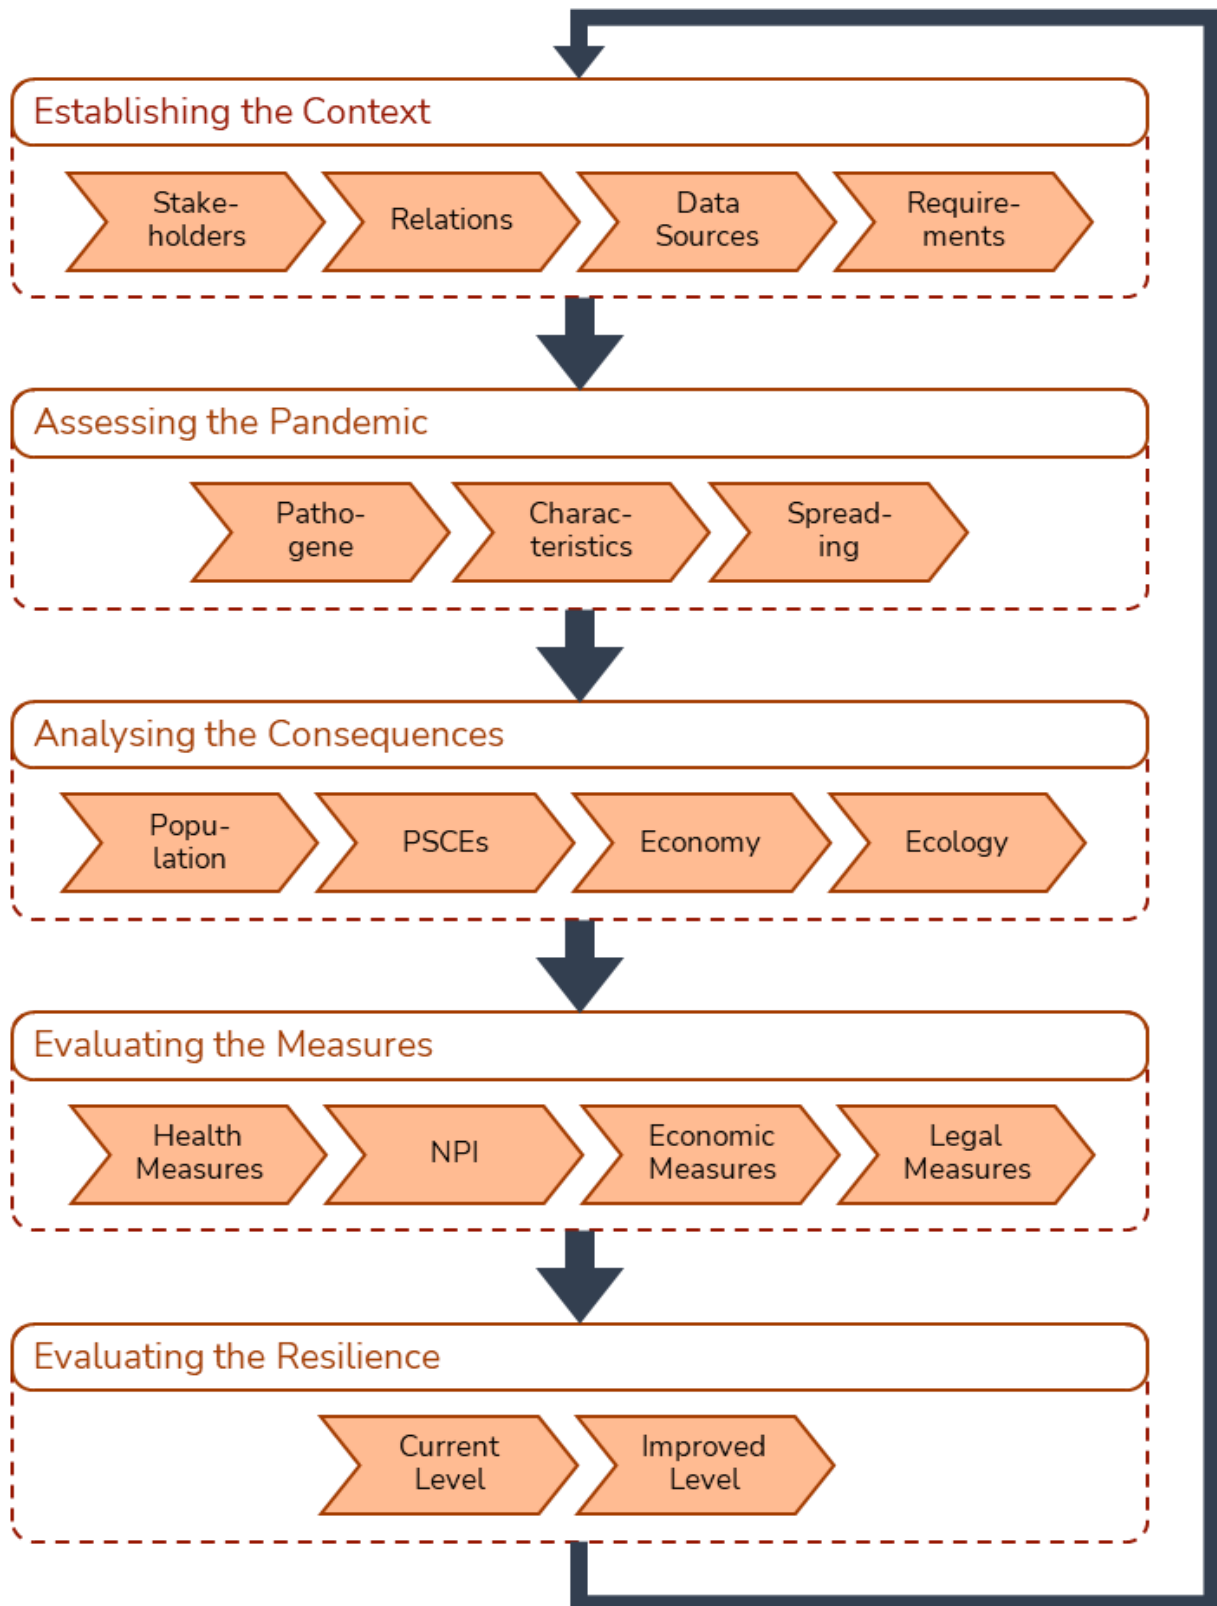 Establishing the Context
Stake-
holders
Relations
Data
Sources
Require-
ments
Assessing the Pandemic
Patho-
gene
Charac-
teristics
Spread-
ing
Analysing the Consequences
Popu-
lation
PSCEs
Economy
Ecology
Evaluating the Measures
Health
Measures
NPI
Economic
Measures
Legal
Measures
Evaluating the Resilience
Current
Level
Improved
Level